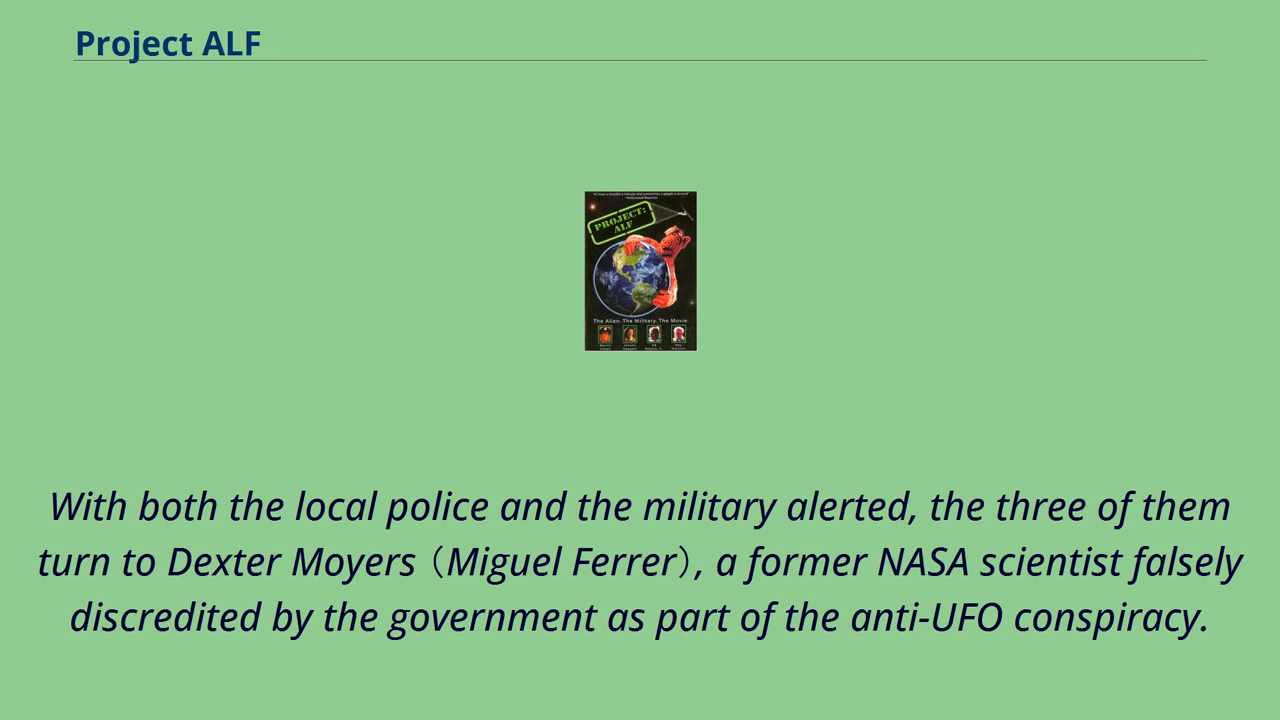 Project ALF
PROJECT:
ALF
The Alien. The Military. The Movie.
With both the local police and the military alerted, the three of them
turn to Dexter Moyers（Miguel Ferrer）, a former NASA scientist falsely
discredited by the government as part of the anti-UFO conspiracy.